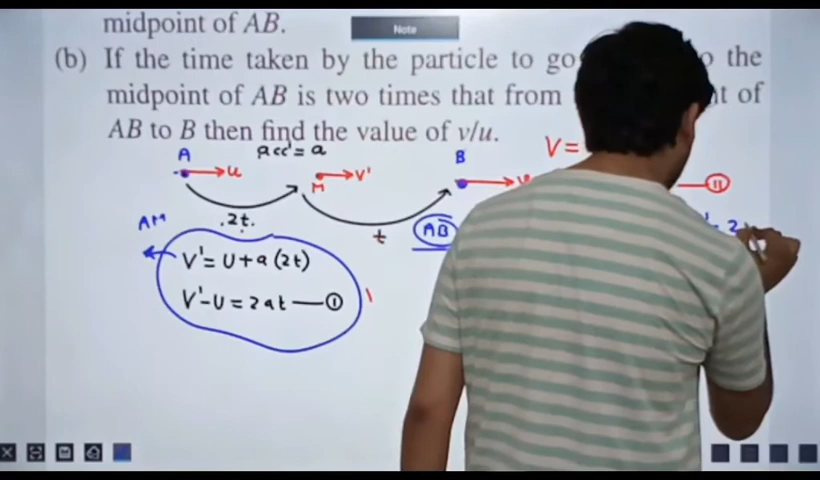 midpoint of AB.
Note
(b) If the time taken by the particle to go the
midpoint of AB is two times that from of
AB to B then find the value of v/u.
acc = a
A u M v' B
V =
11
AM 2t t AB
V' = U + a (2t)
V' - U = 2at — 1